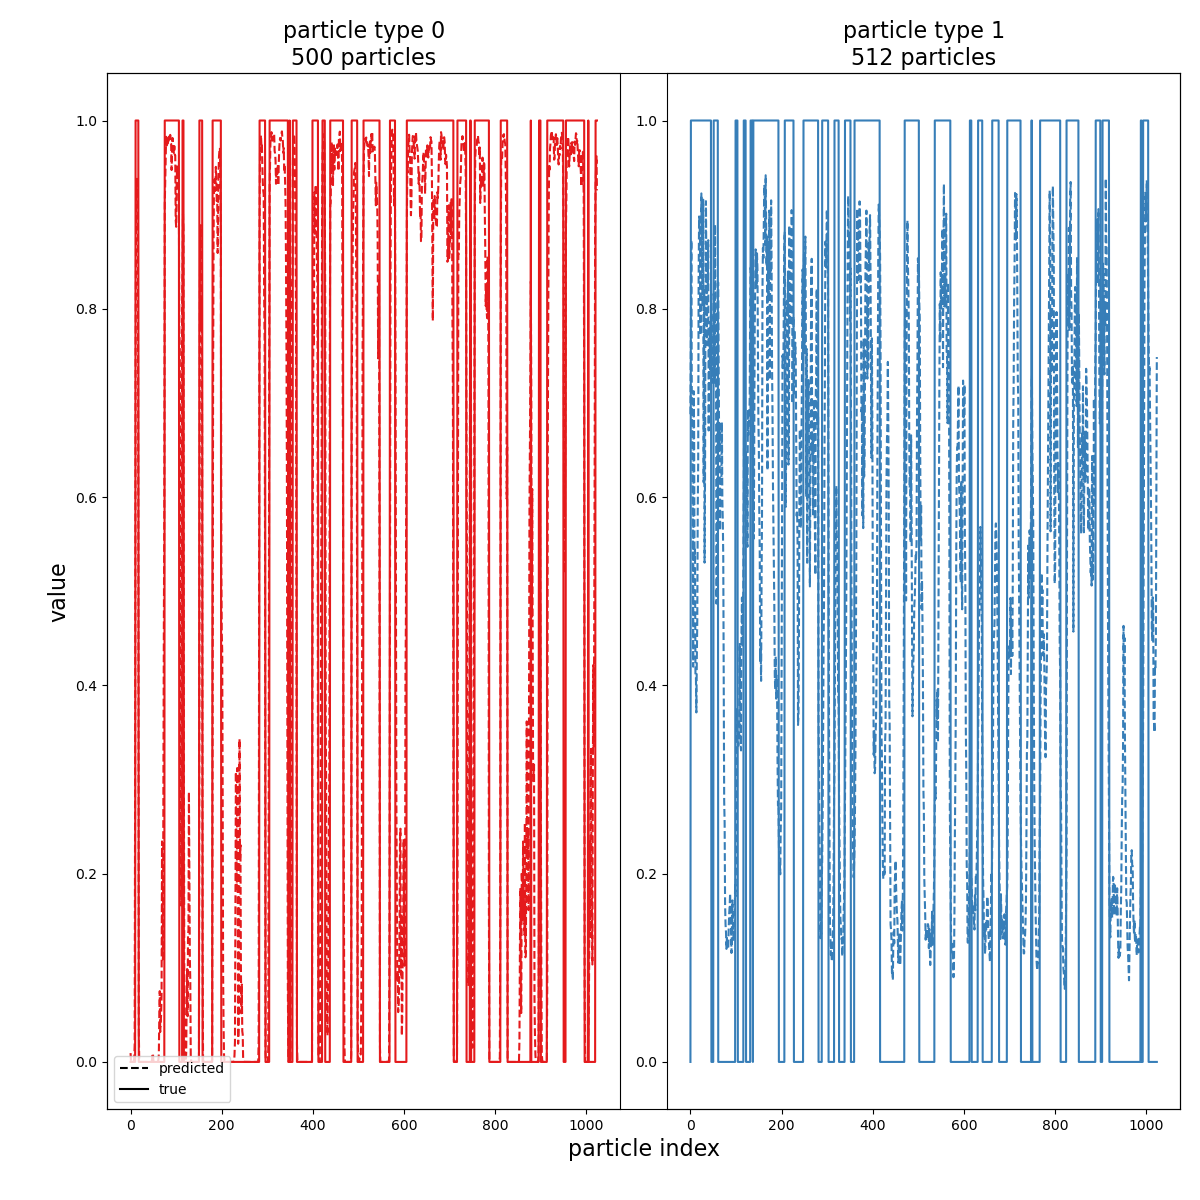 particle type 0
500 particles
particle type 1
512 particles
value
1.0
0.8
0.6
0.4
0.2
0.0
1.0
0.8
0.6
0.4
0.2
0.0
predicted
true
0 200 400 600 800 1000
0 200 400 600 800 1000
particle index